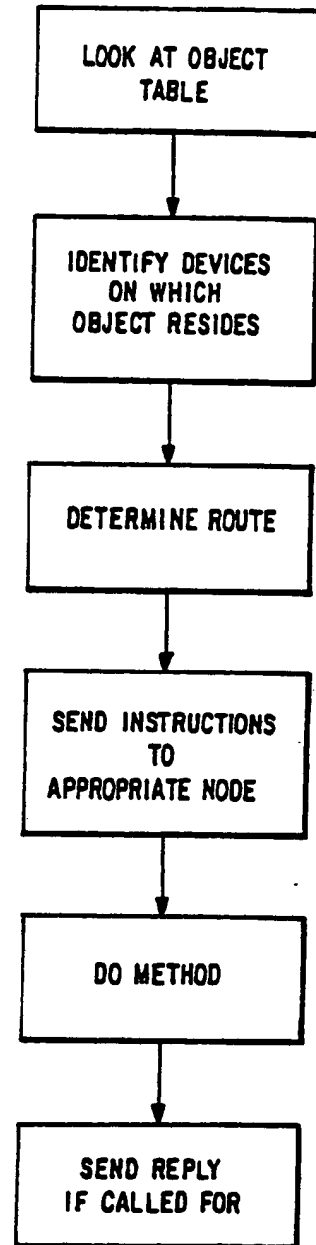 LOOK AT OBJECT
TABLE
IDENTIFY DEVICES
ON WHICH
OBJECT RESIDES
DETERMINE ROUTE
SEND INSTRUCTIONS
TO
APPROPRIATE NODE
DO METHOD
SEND REPLY
IF CALLED FOR